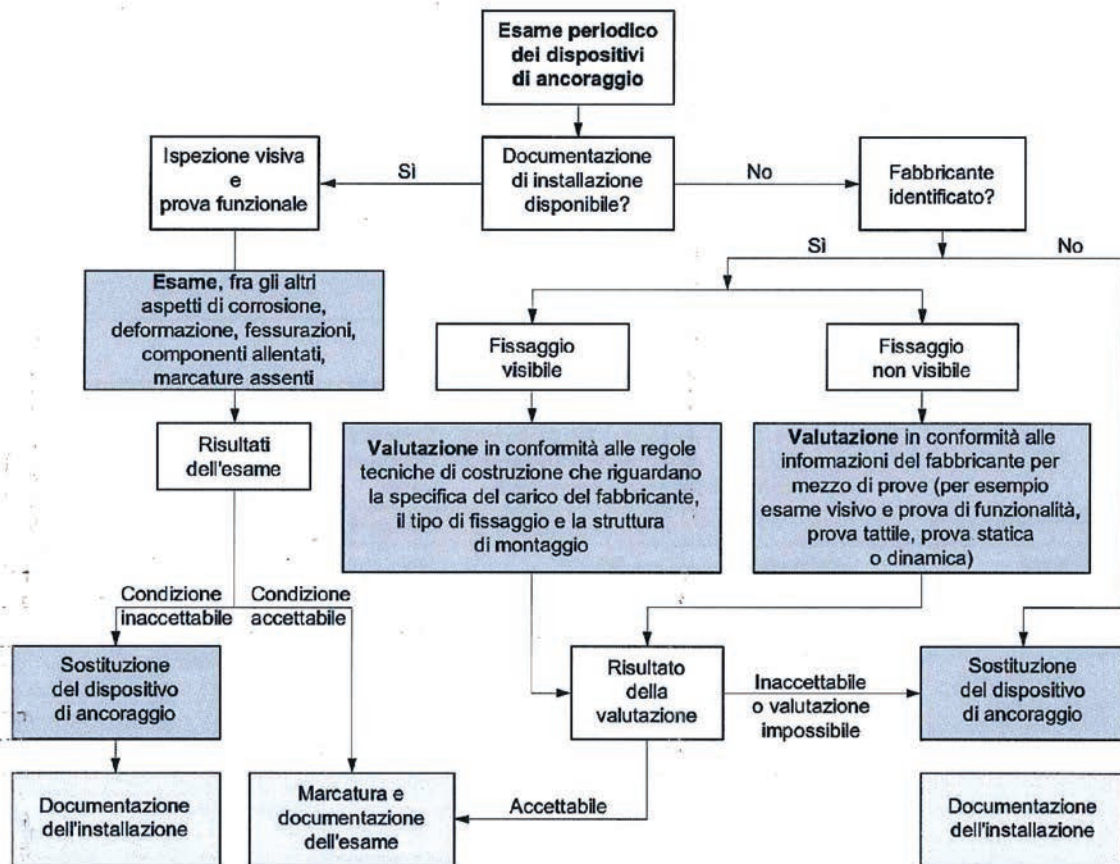 Esame periodico
dei dispositivi
di ancoraggio
Ispezione visiva
e
prova funzionale
Sì
Documentazione
di installazione
disponibile?
No
Fabbricante
identificato?
Sì
No
Esame, fra gli altri
aspetti di corrosione,
deformazione, fessurazioni,
componenti allentati,
marcature assenti
Fissaggio
visibile
Fissaggio
non visibile
Risultati
dell'esame
Valutazione in conformità alle regole
tecniche di costruzione che riguardano
la specifica del carico del fabbricante,
il tipo di fissaggio e la struttura
di montaggio
Valutazione in conformità alle
informazioni del fabbricante per
mezzo di prove (per esempio
esame visivo e prova di funzionalità,
prova tattile, prova statica
o dinamica)
Condizione
inaccettabile
Condizione
accettabile
Sostituzione
del dispositivo
di ancoraggio
Risultato
della
valutazione
Inaccettabile
o valutazione
impossibile
Sostituzione
del dispositivo
di ancoraggio
Documentazione
dell'installazione
Marcatura e
documentazione
dell'esame
Accettabile
Documentazione
dell'installazione